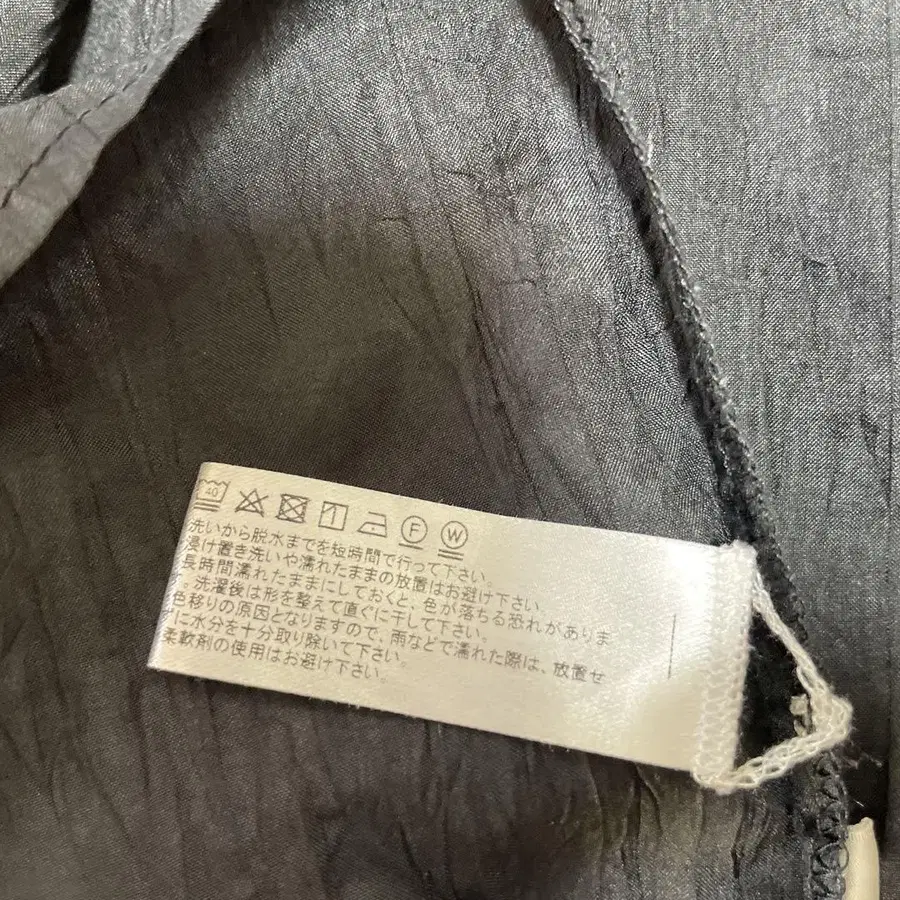 40 F W
洗いから脱水までを短時間で行って下さい。
浸け置き洗いや濡れたままの放置はお避け下さい。
長時間濡れたままにしておくと、色が落ちる恐れがありま
す。洗濯後は形を整えて直ぐに干して下さい。
色移りの原因となりますので、雨などで濡れた際は、放置せ
ずに水分を十分取り除いて下さい。
柔軟剤の使用はお避け下さい。